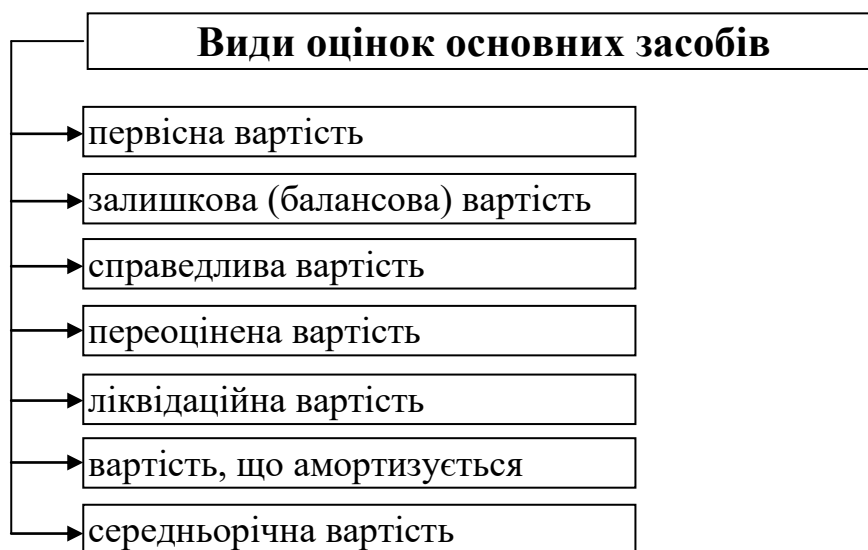 Види оцінок основних засобів
первісна вартість
залишкова (балансова) вартість
справедлива вартість
переоцінена вартість
ліквідаційна вартість
вартість, що амортизується
середньорічна вартість